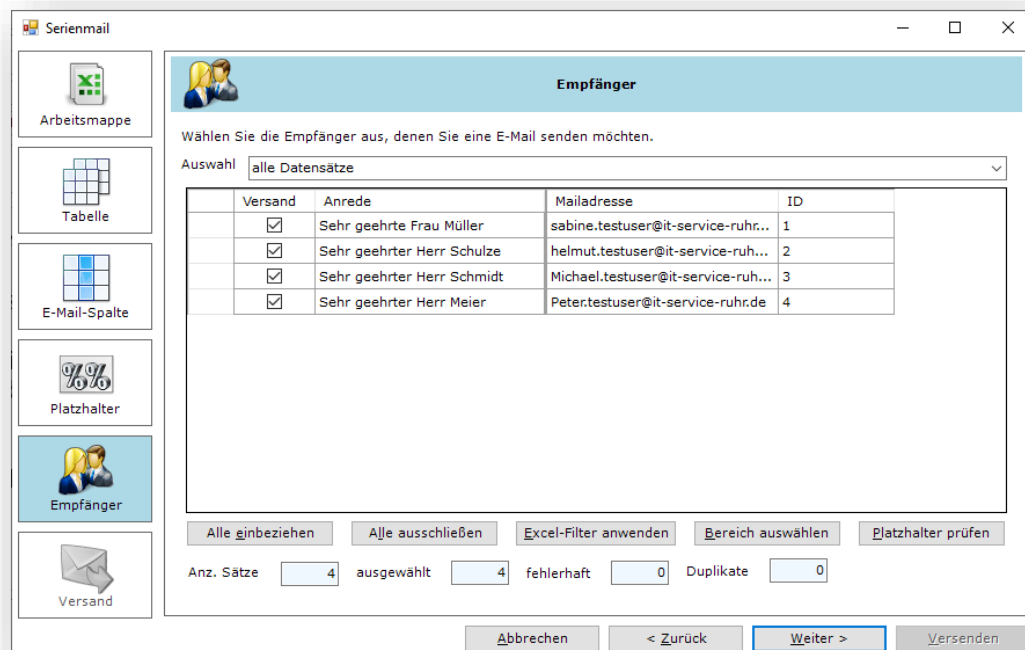 Serienmail
Arbeitsmappe
Tabelle
E-Mail-Spalte
Platzhalter
Empfänger
Versand
Empfänger
Wählen Sie die Empfänger aus, denen Sie eine E-Mail senden möchten.
Auswahl alle Datensätze
Versand Anrede Mailadresse ID
Sehr geehrte Frau Müller sabine.testuser@it-service-ruhr... 1
Sehr geehrter Herr Schulze helmut.testuser@it-service-ruh... 2
Sehr geehrter Herr Schmidt Michael.testuser@it-service-ruh... 3
Sehr geehrter Herr Meier Peter.testuser@it-service-ruhr.de 4
Alle einbeziehen Alle ausschließen Excel-Filter anwenden Bereich auswählen Platzhalter prüfen
Anz. Sätze 4 ausgewählt 4 fehlerhaft 0 Duplikate 0
Abbrechen < Zurück Weiter > Versenden